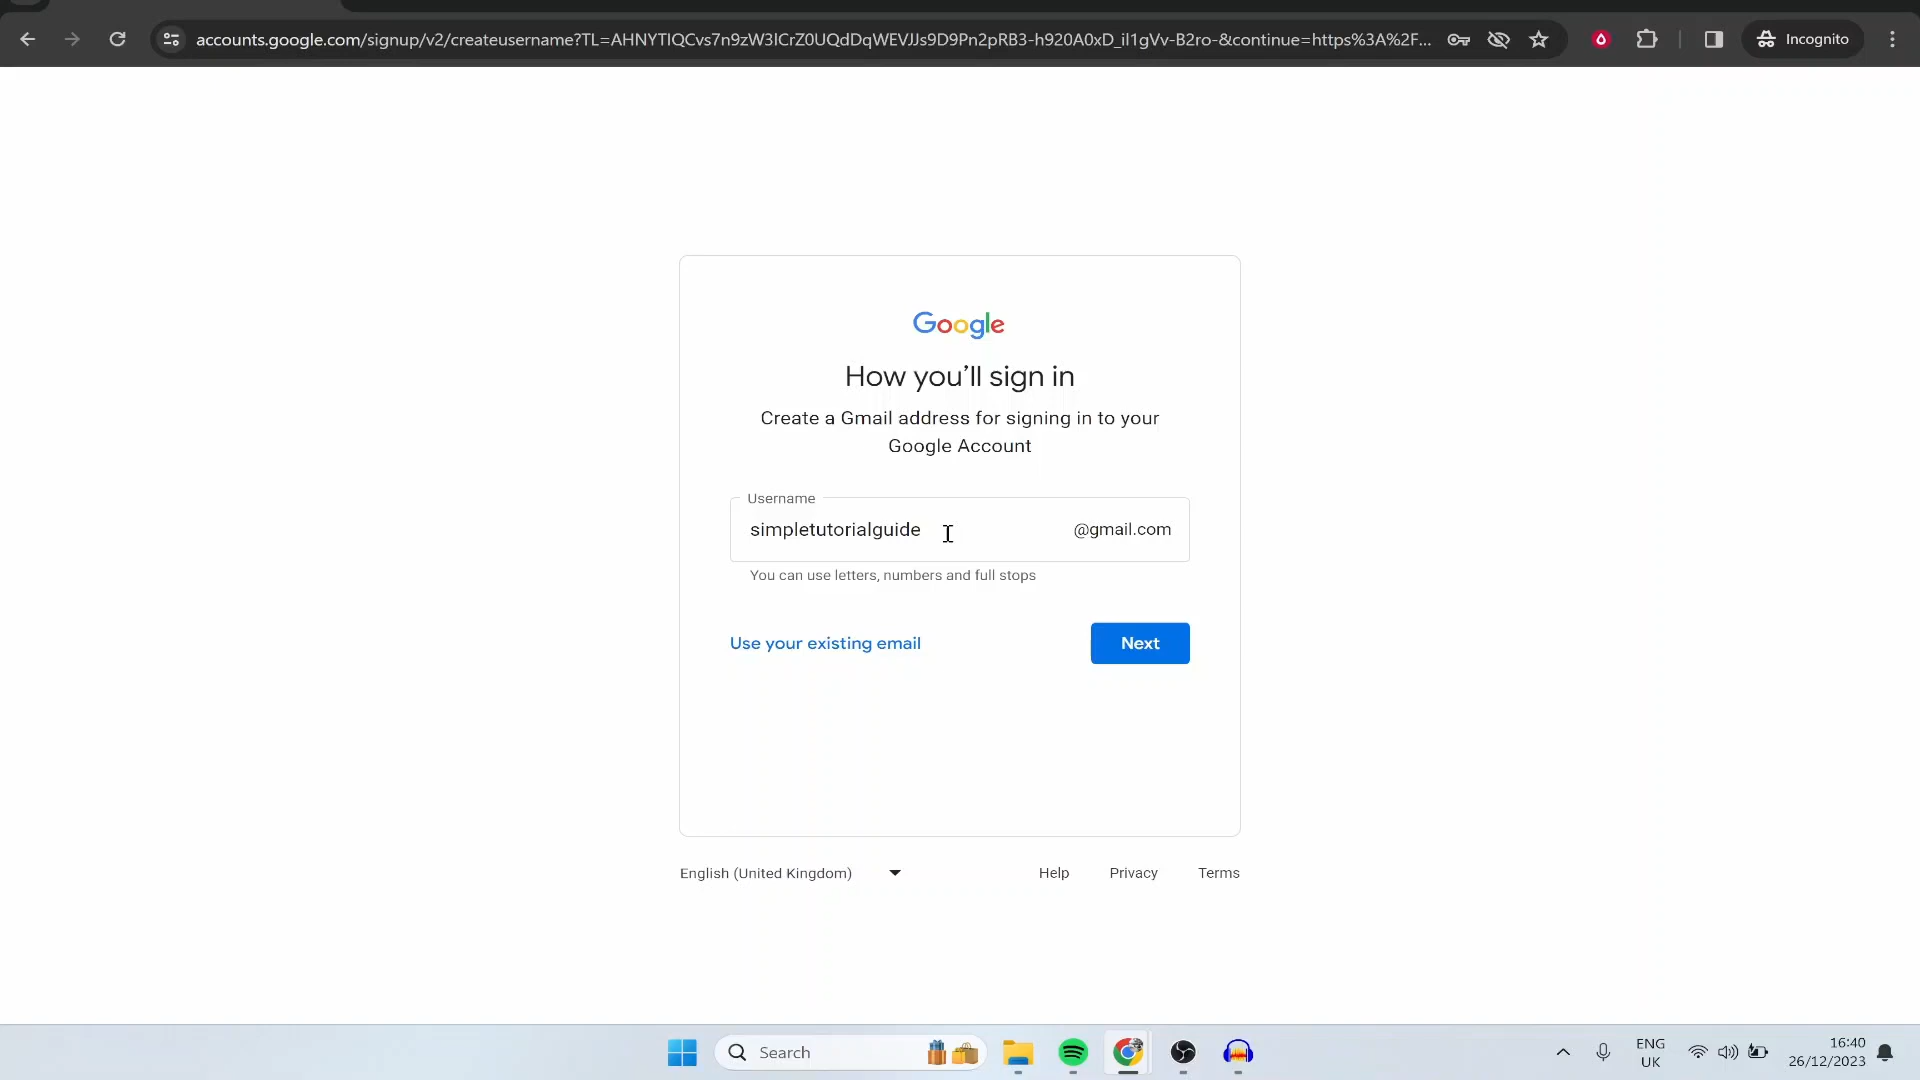 accounts.google.com/signup/v2/createusername?TL=AHNYTIQCvs7n9zW3lCrZ0UQdDqWEVJJs9D9Pn2pRB3-h920A0xD_il1gVv-B2ro-&continue=https%3A%2F...
Incognito
Google
How you’ll sign in
Create a Gmail address for signing in to your
Google Account
Username
simpletutorialguide
@gmail.com
You can use letters, numbers and full stops
Use your existing email
Next
English (United Kingdom)
Help
Privacy
Terms
Search
ENG
UK
16:40
26/12/2023